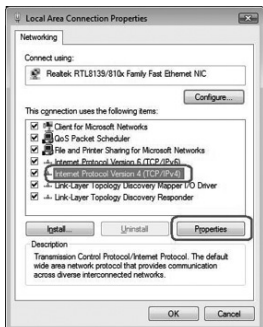 Local Area Connection Properties
Networking
Connect using:
Realtek RTL8139/810x Family Fast Ethernet NIC
Configure...
This connection uses the following items:
Client for Microsoft Networks
QoS Packet Scheduler
File and Printer Sharing for Microsoft Networks
Internet Protocol Version 6 (TCP/IPv6)
Internet Protocol Version 4 (TCP/IPv4)
Link-Layer Topology Discovery Mapper I/O Driver
Link-Layer Topology Discovery Responder
Install...
Uninstall
Properties
Description
Transmission Control Protocol/Internet Protocol. The default
wide area network protocol that provides communication
across diverse interconnected networks.
OK
Cancel